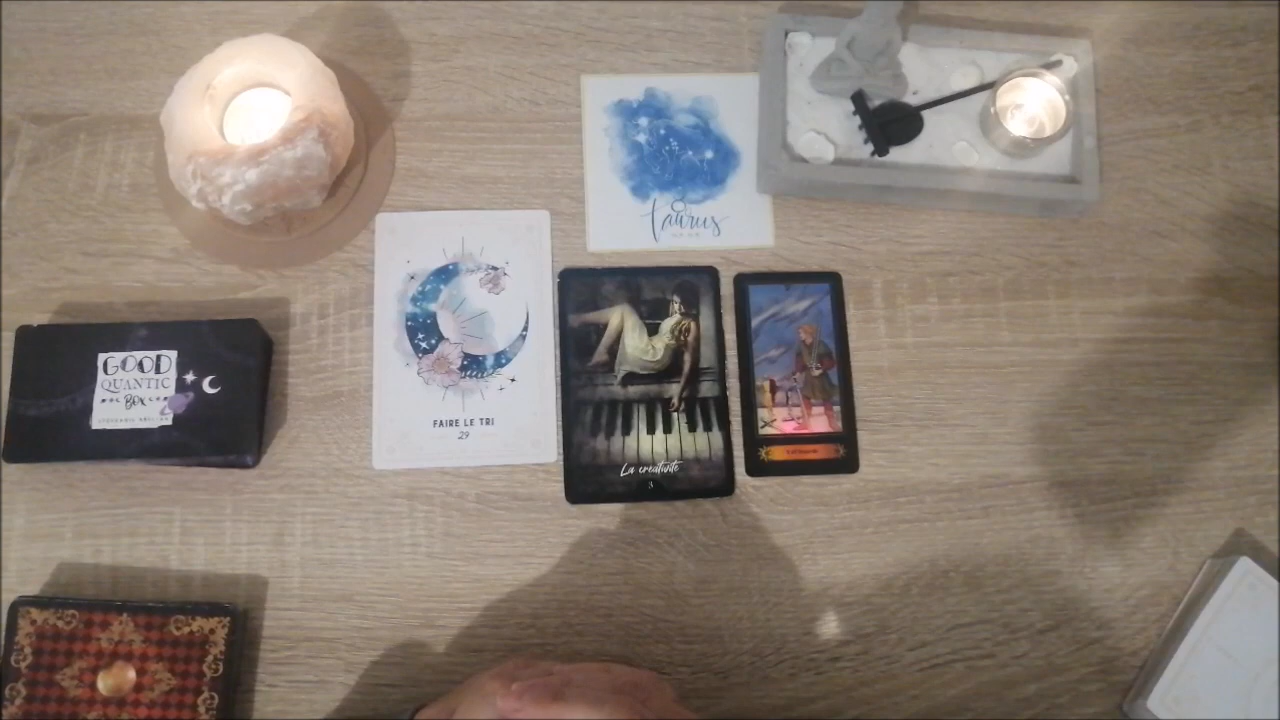 Taurus
FAIRE LE TRI
29
GOOD
QUANTIC
BOX
La créativité
3